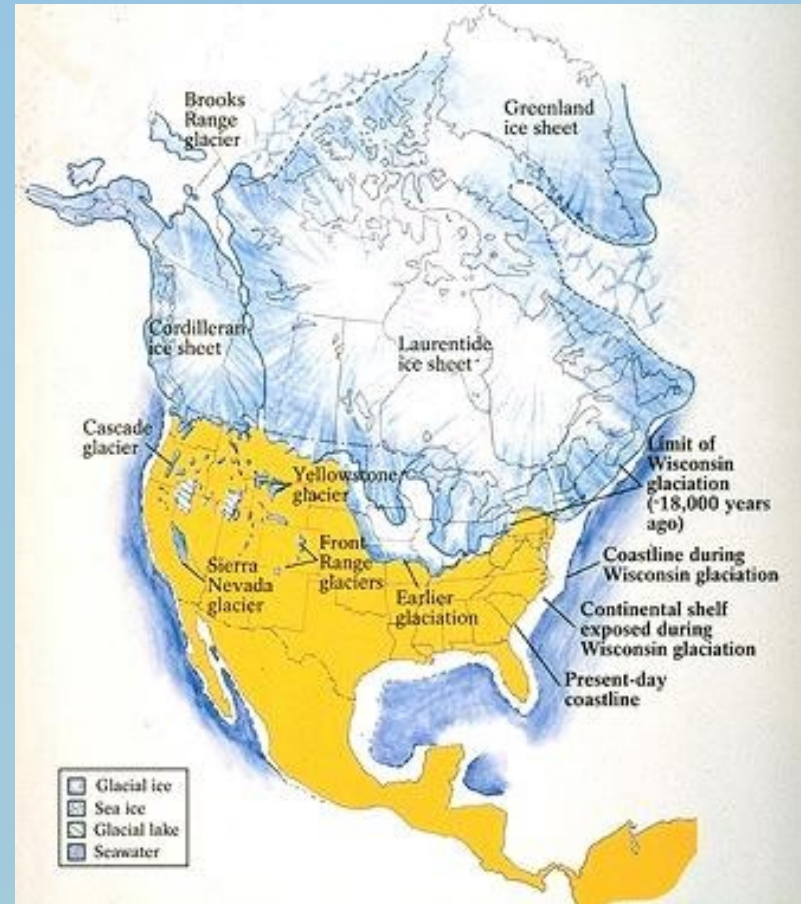 Brooks
Range
glacier
Greenland
ice sheet
Cordilleran
ice sheet
Laurentide
ice sheet
Cascade
glacier
Yellowstone
glacier
Limit of
Wisconsin
glaciation
(~18,000 years
ago)
Sierra
Nevada
glacier
Front
Range
glaciers
Earlier
glaciation
Coastline during
Wisconsin glaciation
Continental shelf
exposed during
Wisconsin glaciation
Present-day
coastline
Glacial ice
Sea ice
Glacial lake
Seawater